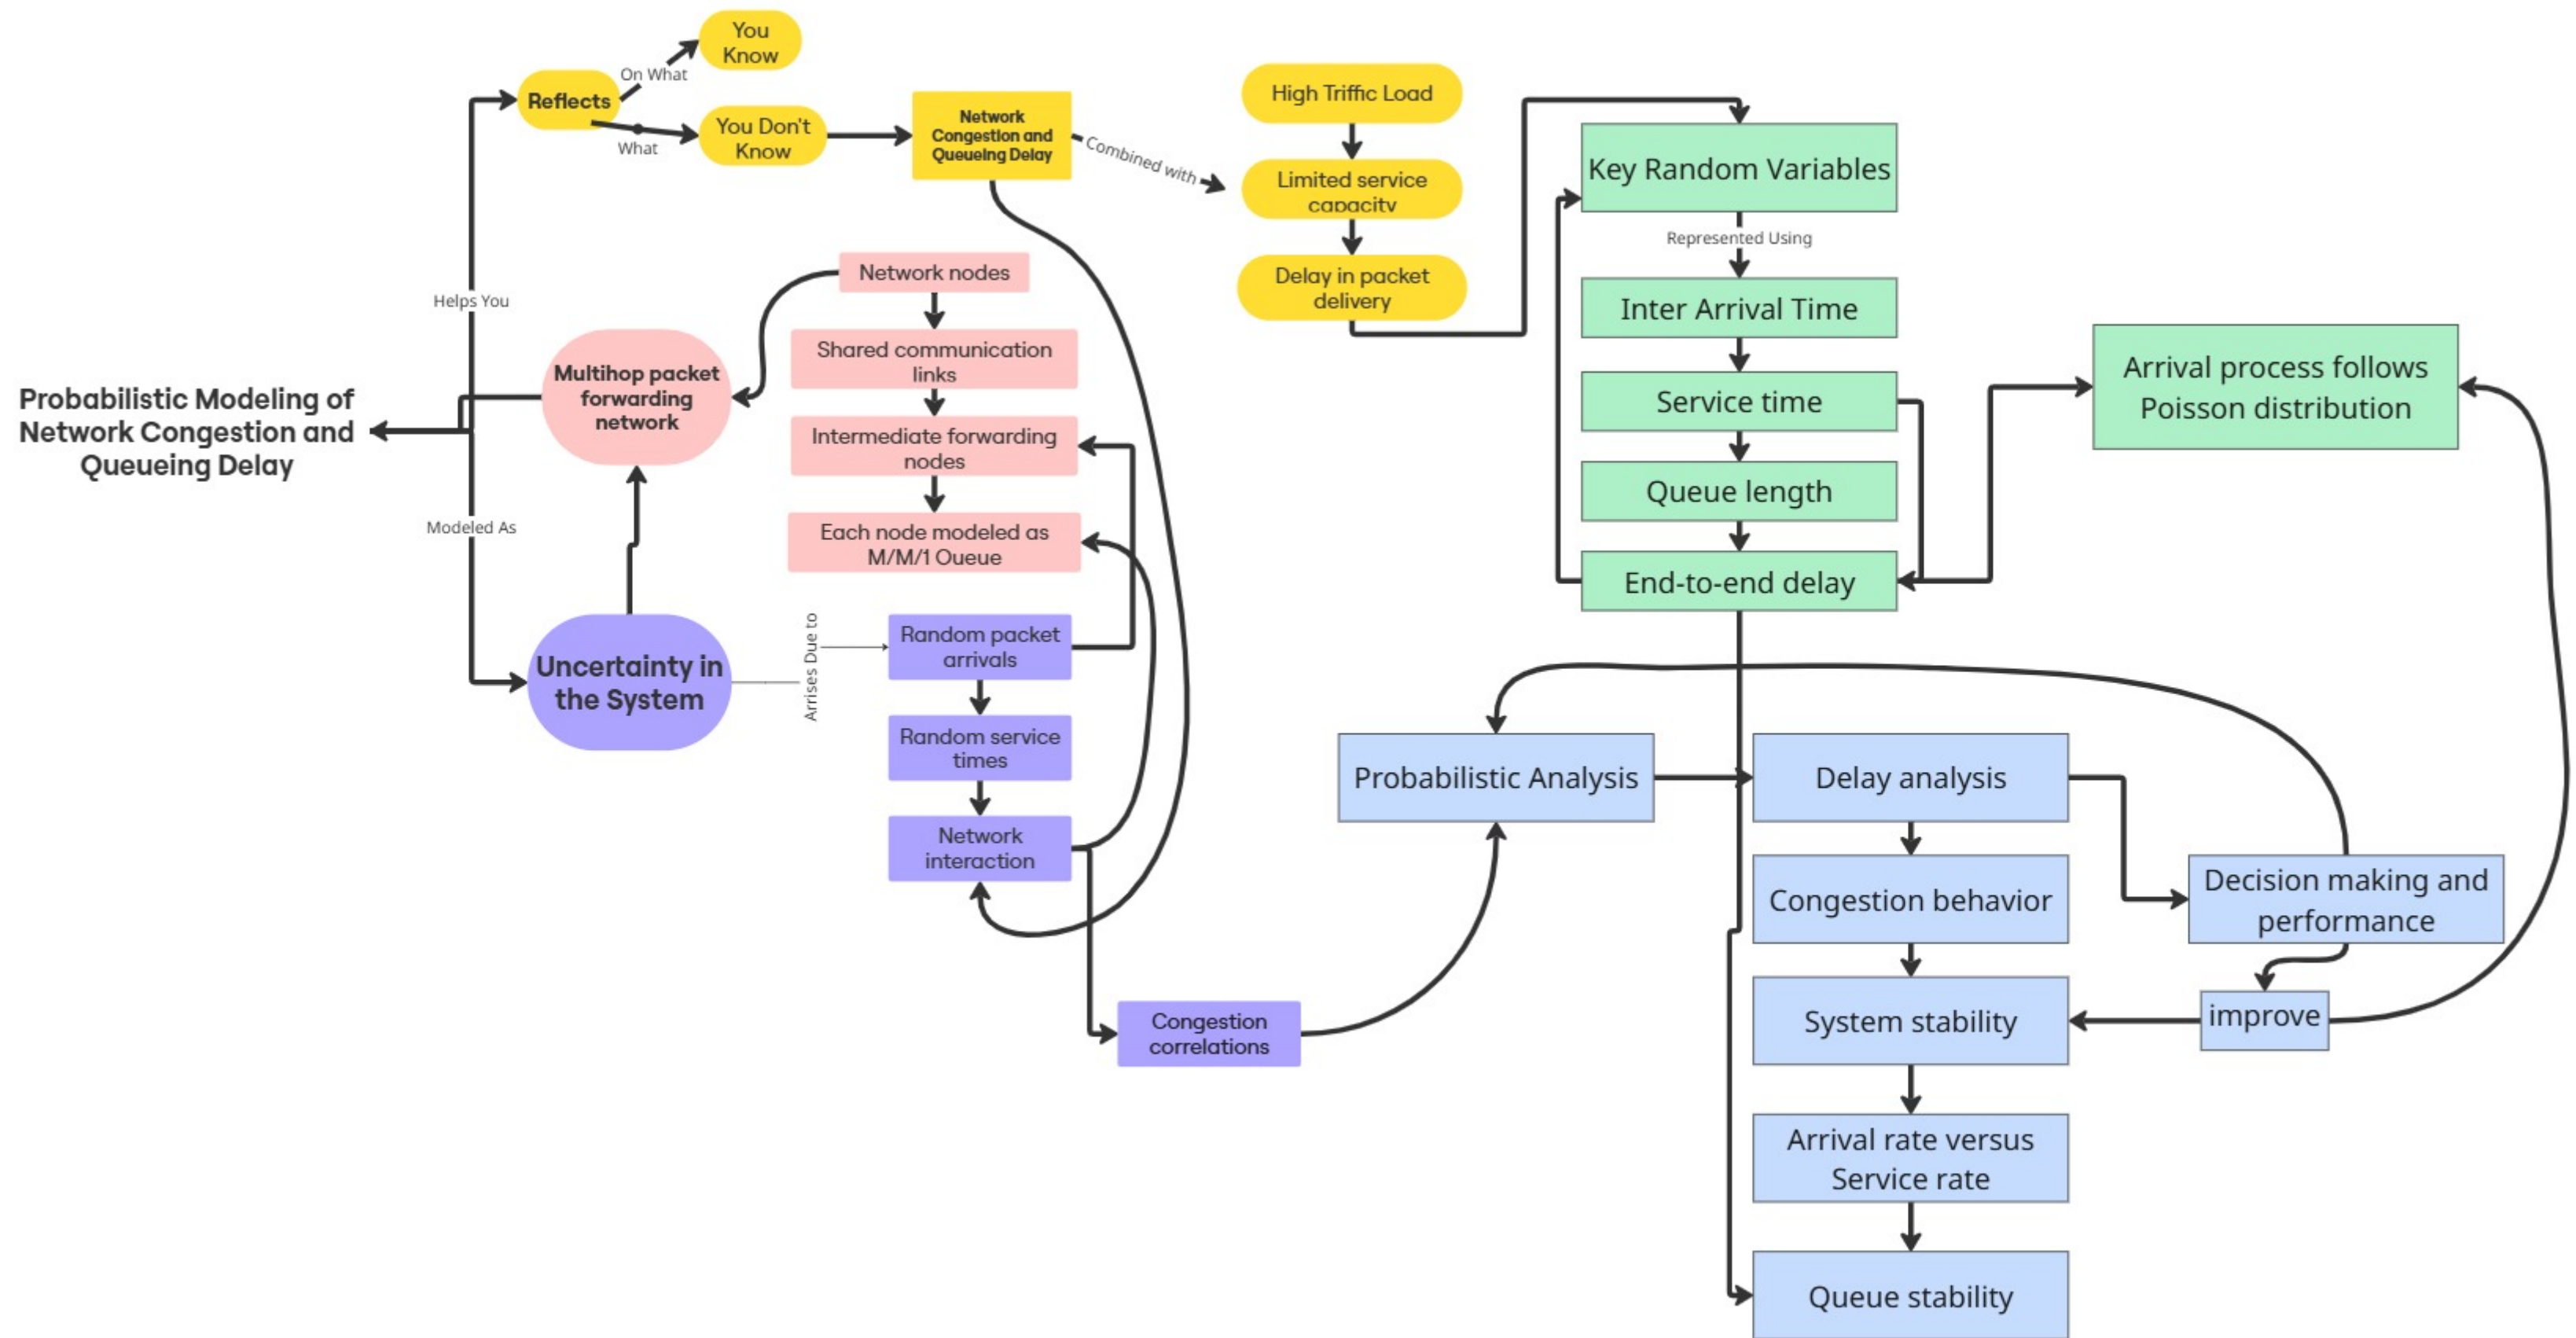 You
Know
On What
Reflects
What
You Don't
Know
Network
Congestion and
Queueing Delay
Combined with
High Triffic Load
Limited service
capacity
Delay in packet
delivery
Key Random Variables
Represented Using
Inter Arrival Time
Service time
Queue length
End-to-end delay
Arrival process follows
Poisson distribution
Helps You
Network nodes
Shared communication
links
Intermediate forwarding
nodes
Each node modeled as
M/M/1 Queue
Multihop packet
forwarding
network
Probabilistic Modeling of
Network Congestion and
Queueing Delay
Modeled As
Uncertainty in
the System
Arrises Due to
Random packet
arrivals
Random service
times
Network
interaction
Congestion
correlations
Probabilistic Analysis
Delay analysis
Congestion behavior
System stability
Arrival rate versus
Service rate
Queue stability
Decision making and
performance
improve